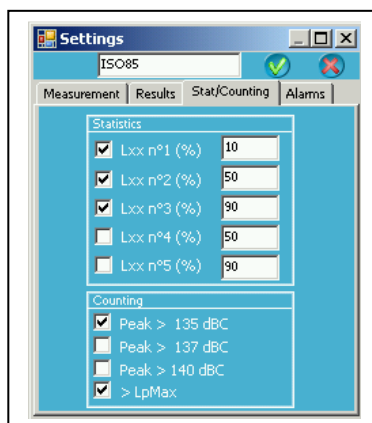 Settings
ISO85
Measurement Results Stat/Counting Alarms
Statistics
Lxx n°1 (%) 10
Lxx n°2 (%) 50
Lxx n°3 (%) 90
Lxx n°4 (%) 50
Lxx n°5 (%) 90
Counting
Peak > 135 dBC
Peak > 137 dBC
Peak > 140 dBC
> LpMax